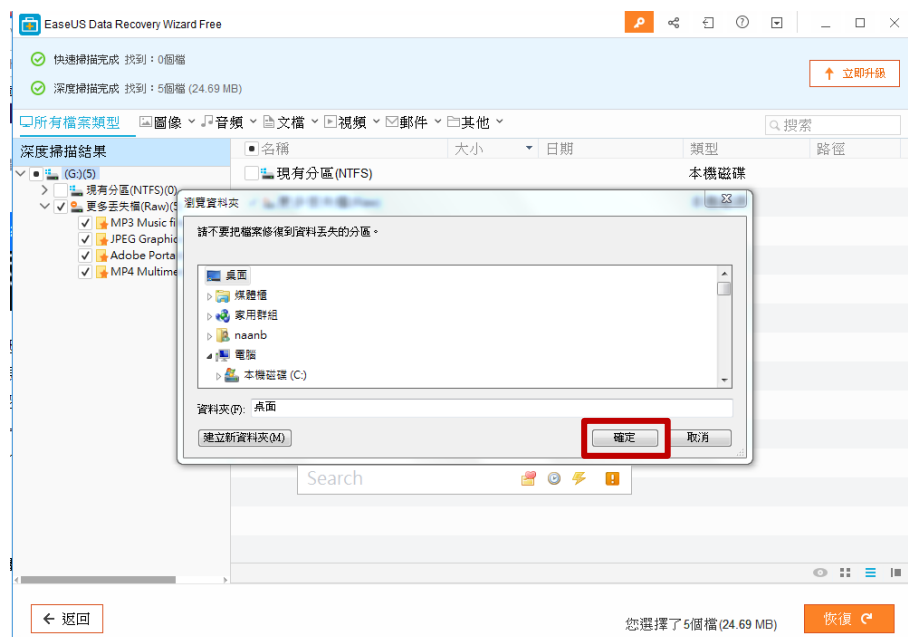 EaseUS Data Recovery Wizard Free
快速掃描完成 找到：0個檔
深度掃描完成 找到：5個檔 (24.69 MB)
立即升級
所有檔案類型 圖像 音頻 文檔 視頻 郵件 其他 搜索
深度掃描結果
名稱 大小 日期 類型 路徑
(G:)(5)
現有分區(NTFS) 本機磁碟
現有分區(NTFS)(0)
更多丟失檔(Raw)(5
MP3 Music fi
JPEG Graphic
Adobe Porta
MP4 Multime
瀏覽資料夾
請不要把檔案修復到資料丟失的分區。
桌面
媒體櫃
家用群組
naanb
電腦
本機磁碟 (C:)
資料夾(F): 桌面
建立新資料夾(M) 確定 取消
Search
返回
您選擇了5個檔(24.69 MB)
恢復